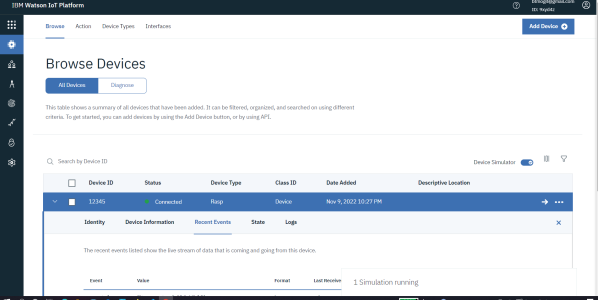 IBM Watson IoT Platform
Browse Action Device Types Interfaces
Add Device
Browse Devices
All Devices Diagnose
This table shows a summary of all devices that have been added. It can be filtered, organized, and searched on using different
criteria. To get started, you can add devices by using the Add Device button, or by using API.
Search by Device ID
Device Simulator
Device ID Status Device Type Class ID Date Added Descriptive Location
12345 Connected Rasp Device Nov 9, 2022 10:27 PM
Identity Device Information Recent Events State Logs
The recent events listed show the live stream of data that is coming and going from this device.
Event Value Format Last Receive
1 Simulation running